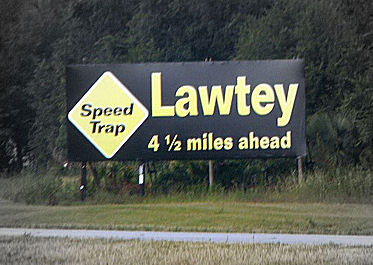 Speed
Trap
Lawtey
4 ½ miles ahead